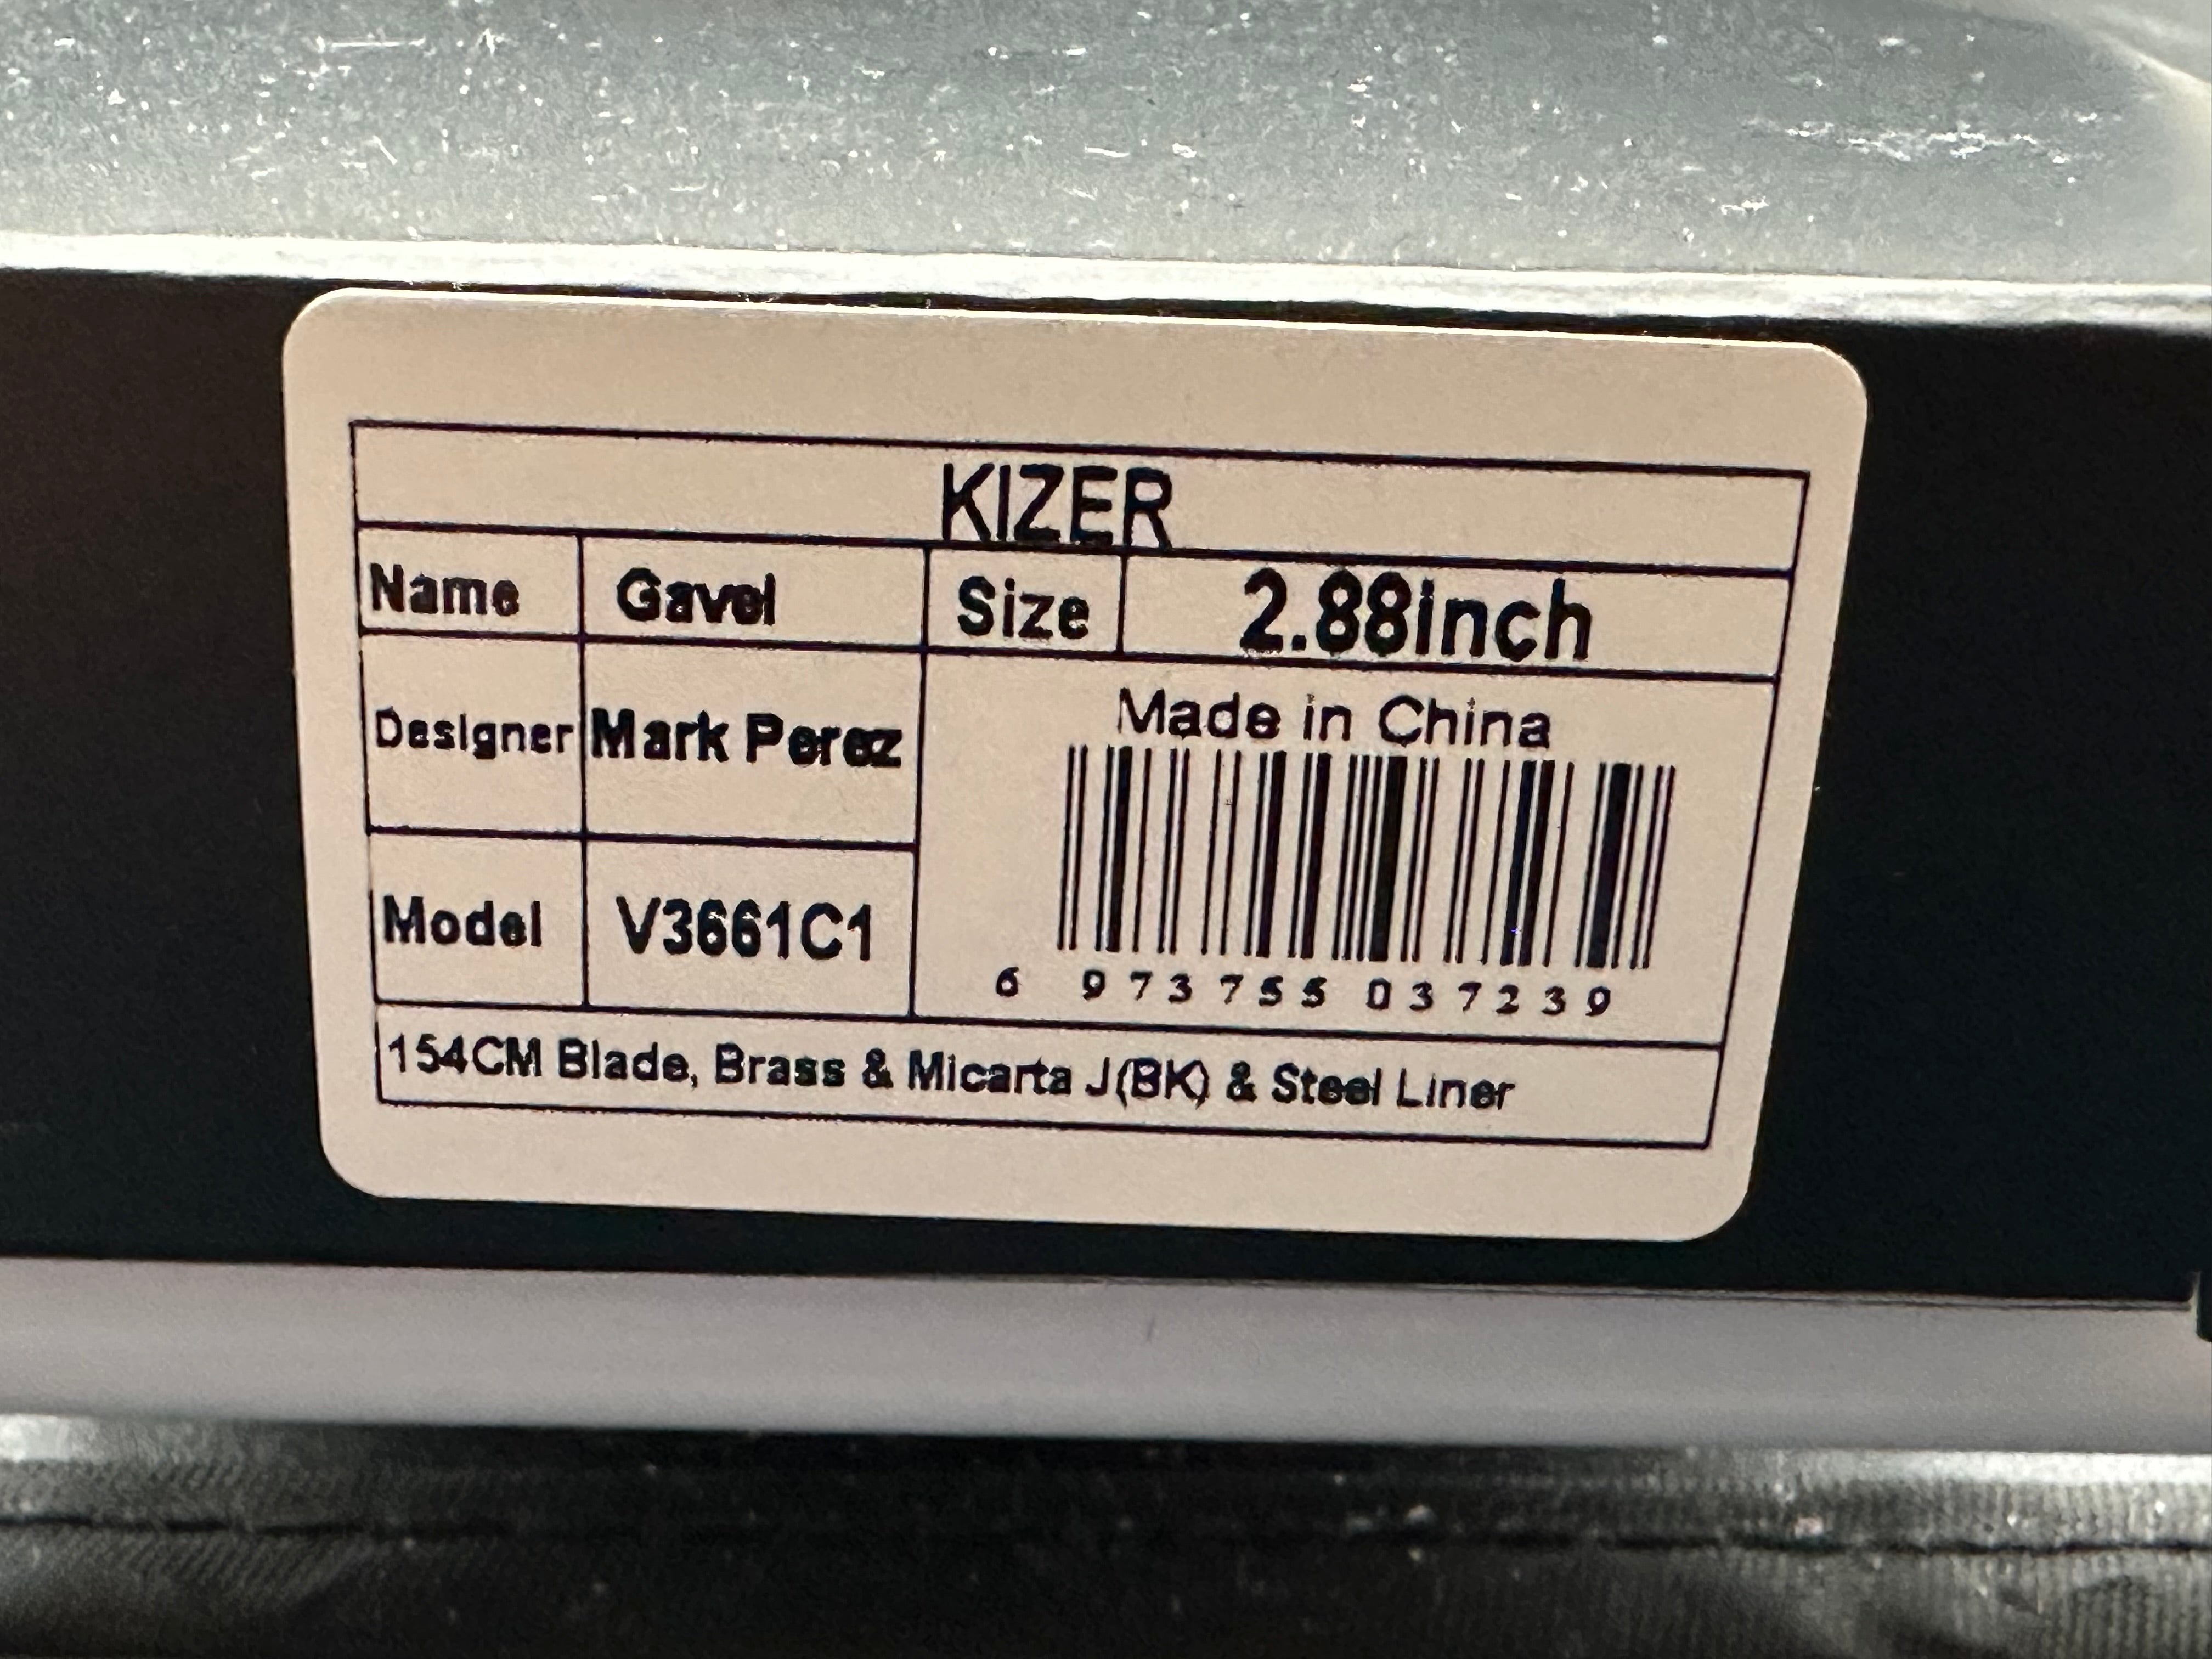 KIZER
Name Gavel Size 2.88inch
Designer Mark Perez Made in China
Model V3661C1
6 973755 037239
154CM Blade, Brass & Micarta J(BK) & Steel Liner